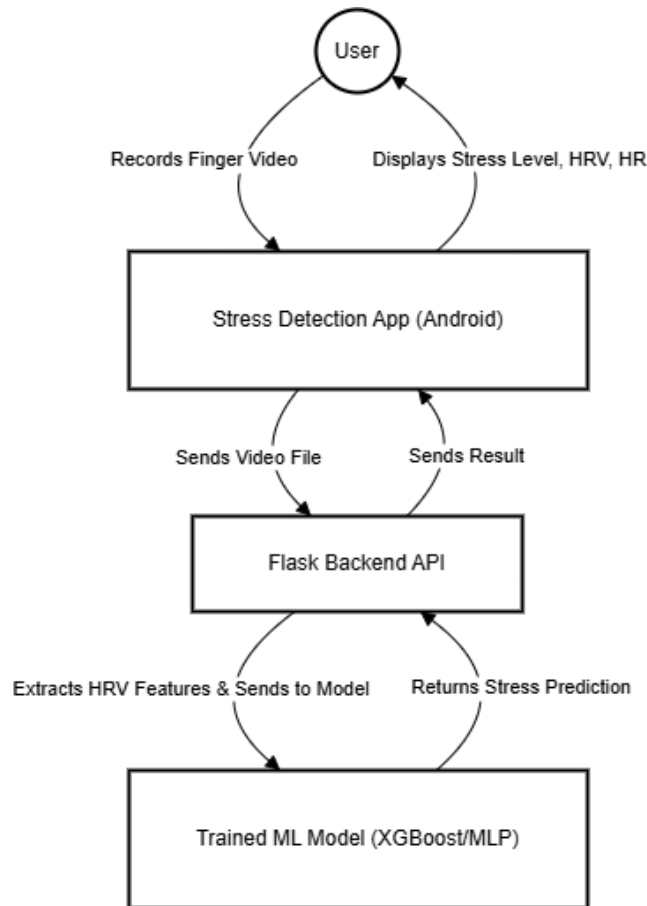 User
Records Finger Video
Displays Stress Level, HRV, HR
Stress Detection App (Android)
Sends Video File
Sends Result
Flask Backend API
Extracts HRV Features & Sends to Model
Returns Stress Prediction
Trained ML Model (XGBoost/MLP)